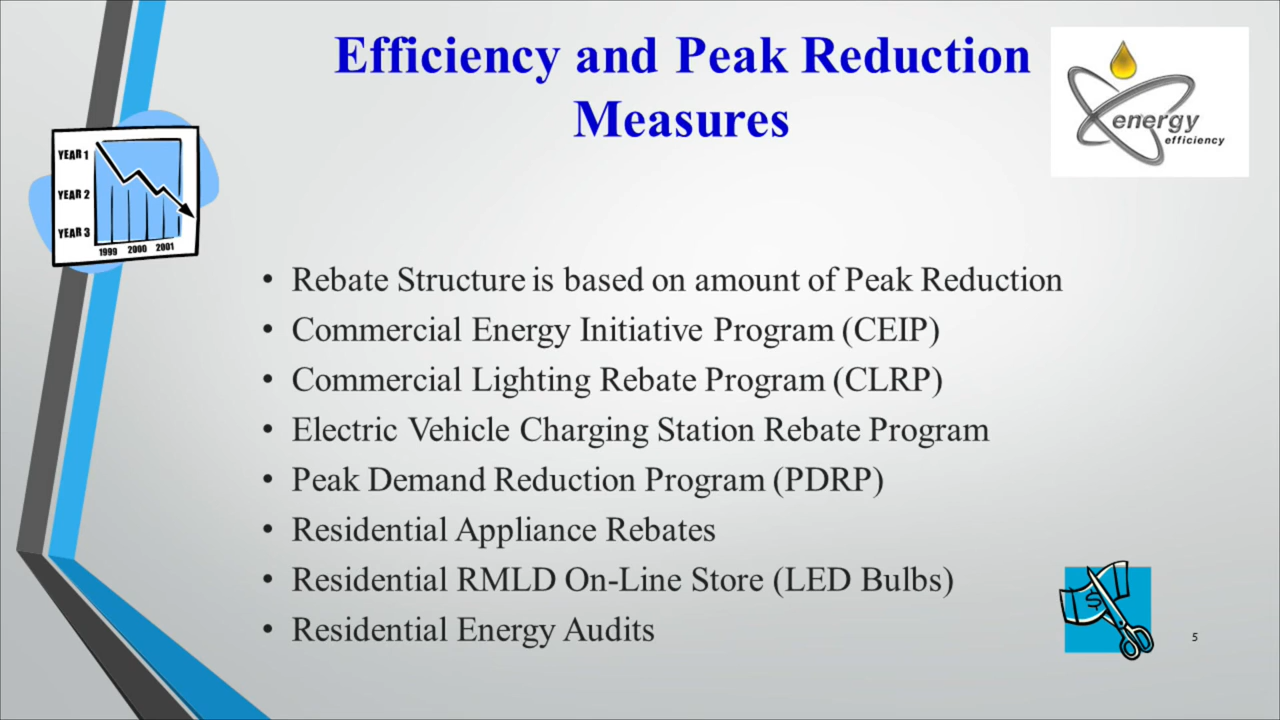 Efficiency and Peak Reduction
Measures
energy
efficiency
YEAR 1
YEAR 2
YEAR 3
1999 2000 2001
• Rebate Structure is based on amount of Peak Reduction
• Commercial Energy Initiative Program (CEIP)
• Commercial Lighting Rebate Program (CLRP)
• Electric Vehicle Charging Station Rebate Program
• Peak Demand Reduction Program (PDRP)
• Residential Appliance Rebates
• Residential RMLD On-Line Store (LED Bulbs)
• Residential Energy Audits
$
5